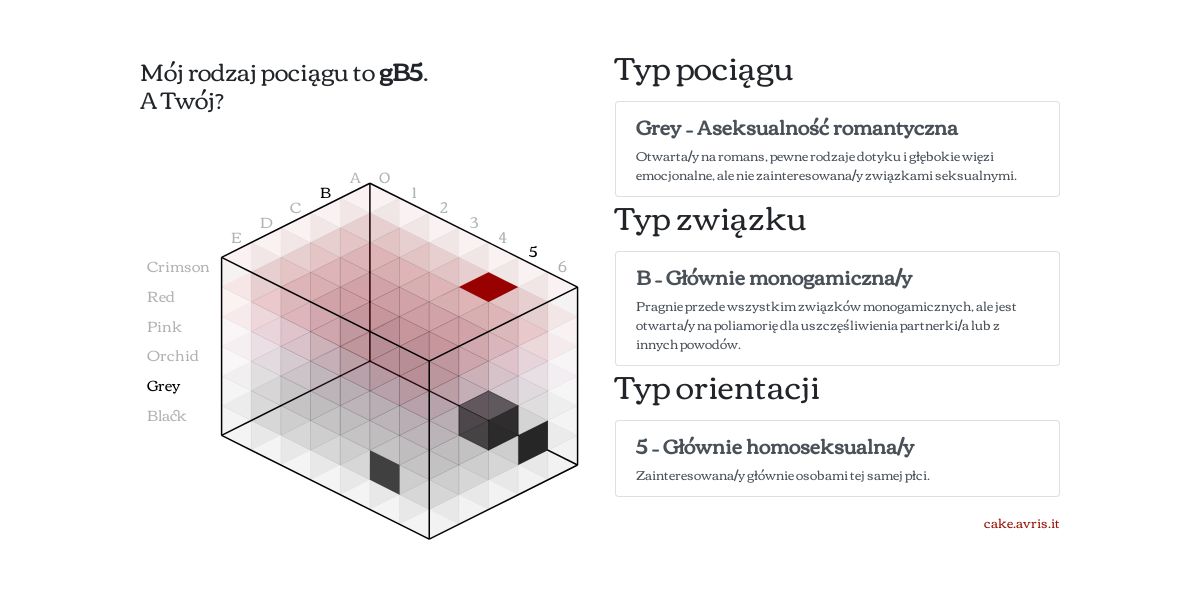 Mój rodzaj pociągu to gB5.
A Twój?
A
B
C
D
E
0
1
2
3
4
5
6
Crimson
Red
Pink
Orchid
Grey
Black
Typ pociągu
Grey – Aseksualność romantyczna
Otwarta/y na romans, pewne rodzaje dotyku i głębokie więzi
emocjonalne, ale nie zainteresowana/y związkami seksualnymi.
Typ związku
B – Głównie monogamiczna/y
Pragnie przede wszystkim związków monogamicznych, ale jest
otwarta/y na poliamorię dla uszczęśliwienia partnerki/a lub z
innych powodów.
Typ orientacji
5 – Głównie homoseksualna/y
Zainteresowana/y głównie osobami tej samej płci.
cake.avris.it